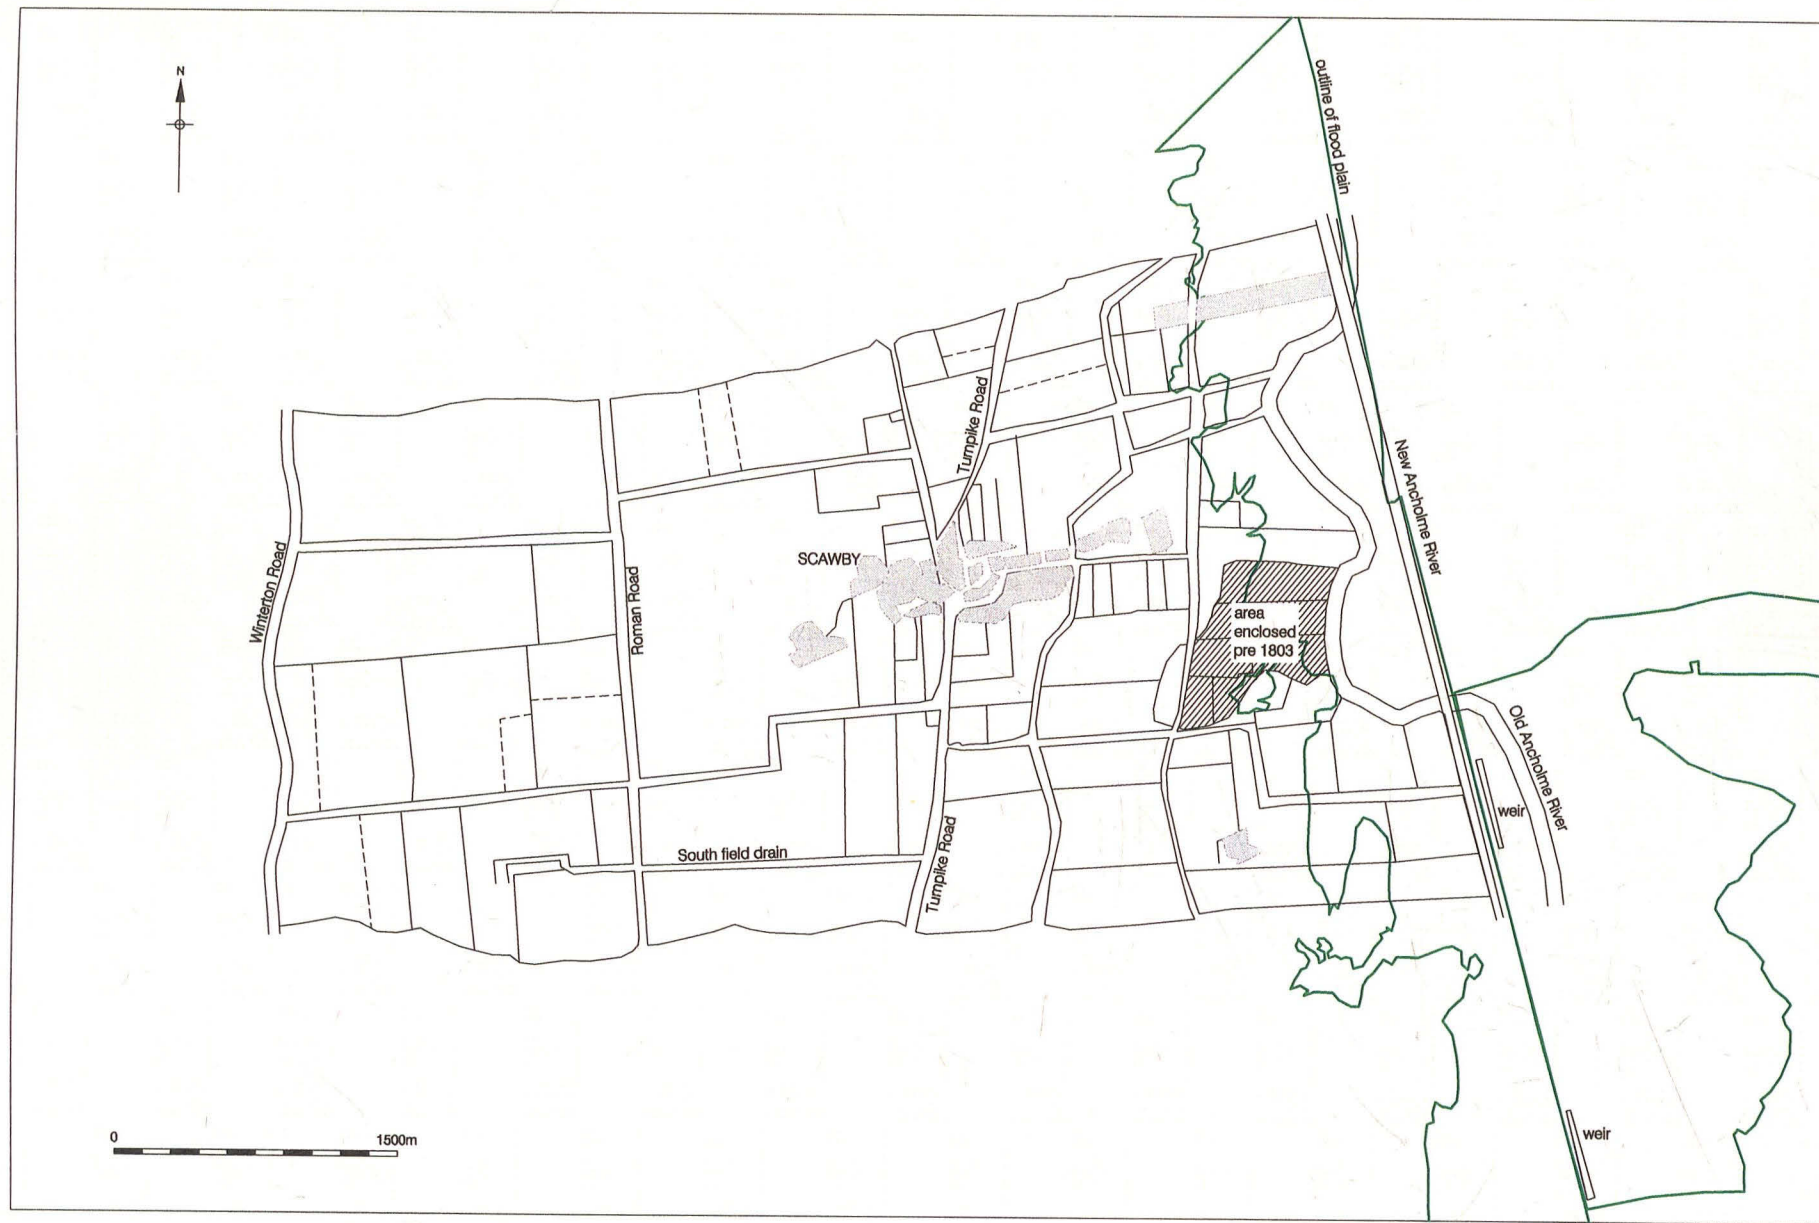 N
outline of flood plain
Turnpike Road
New Ancholme River
Winterton Road
SCAWBY
Roman Road
area
enclosed
pre 1803
Old Ancholme River
weir
South field drain
Turnpike Road
0 1500m
weir